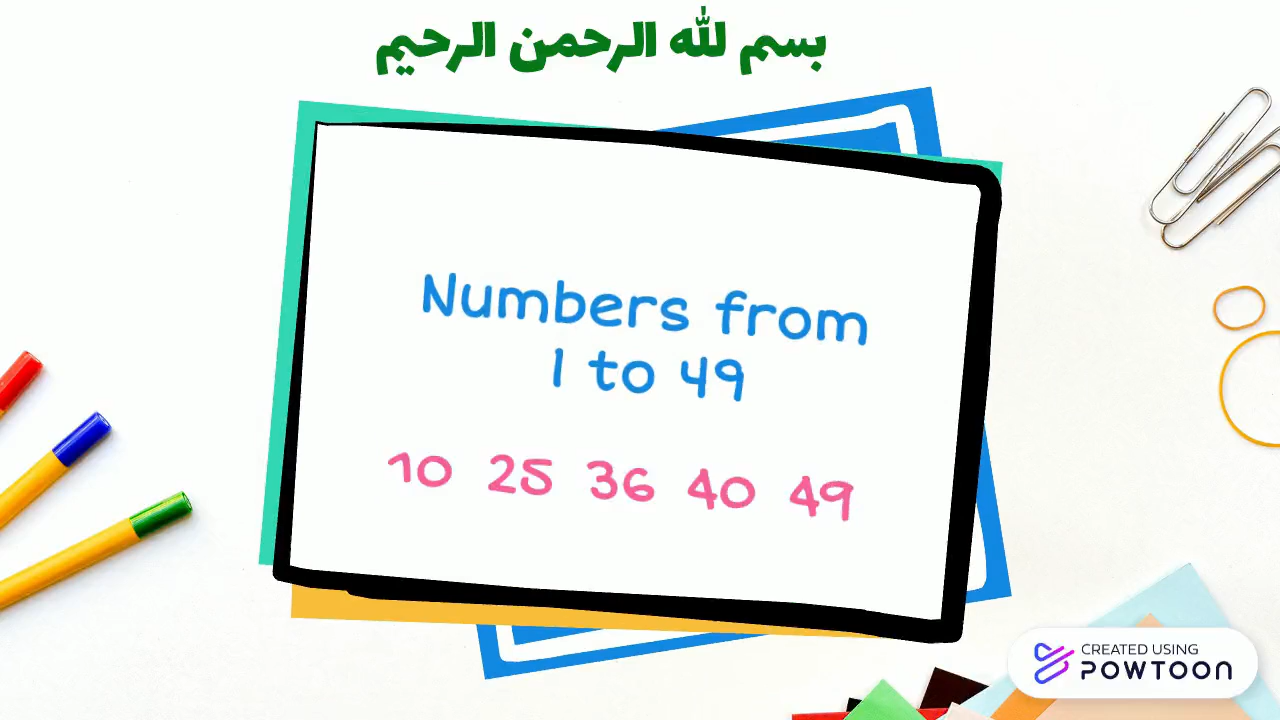 بسم لله الرحمن الرحيم
Numbers from
1 to 49
10 25 36 40 49
CREATED USING
POWTOON